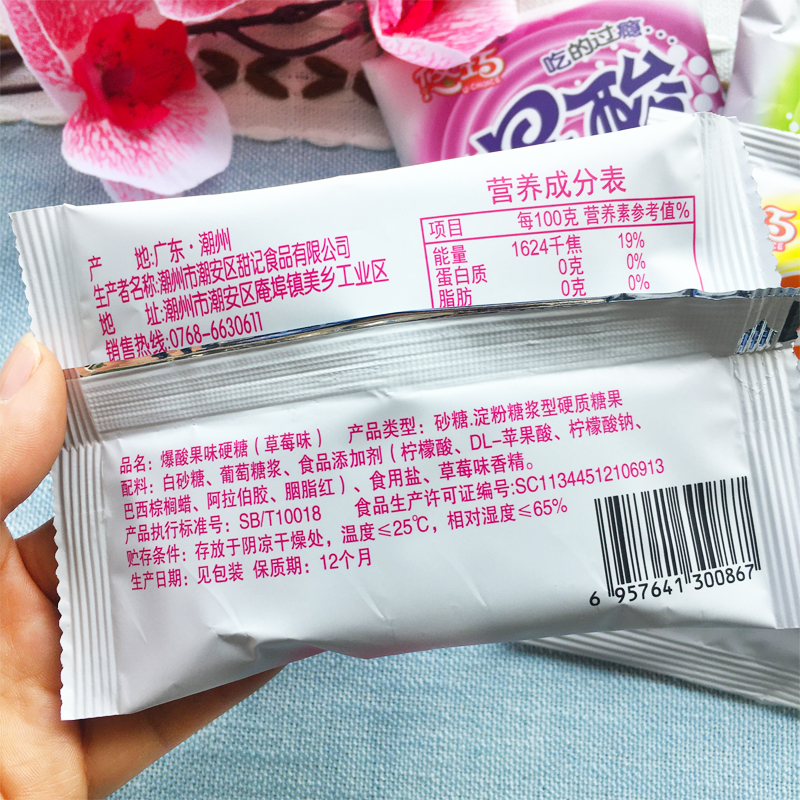 吃的过瘾...
悠巧
酸
产 地:广东·潮州
生产者名称:潮州市潮安区甜记食品有限公司
地 址:潮州市潮安区庵埠镇美乡工业区
销售热线:0768-6630611
营养成分表
项目 每100克 营养素参考值%
能量 1624千焦 19%
蛋白质 0克 0%
脂肪 0克 0%
品名: 爆酸果味硬糖(草莓味) 产品类型: 砂糖.淀粉糖浆型硬质糖果
配料: 白砂糖、葡萄糖浆、食品添加剂(柠檬酸、DL-苹果酸、柠檬酸钠、
巴西棕榈蜡、阿拉伯胶、胭脂红)、食用盐、草莓味香精。
产品执行标准号: SB/T10018 食品生产许可证编号:SC11344512106913
贮存条件: 存放于阴凉干燥处, 温度≤25℃, 相对湿度≤65%
生产日期: 见包装 保质期: 12个月
6 957641 300867